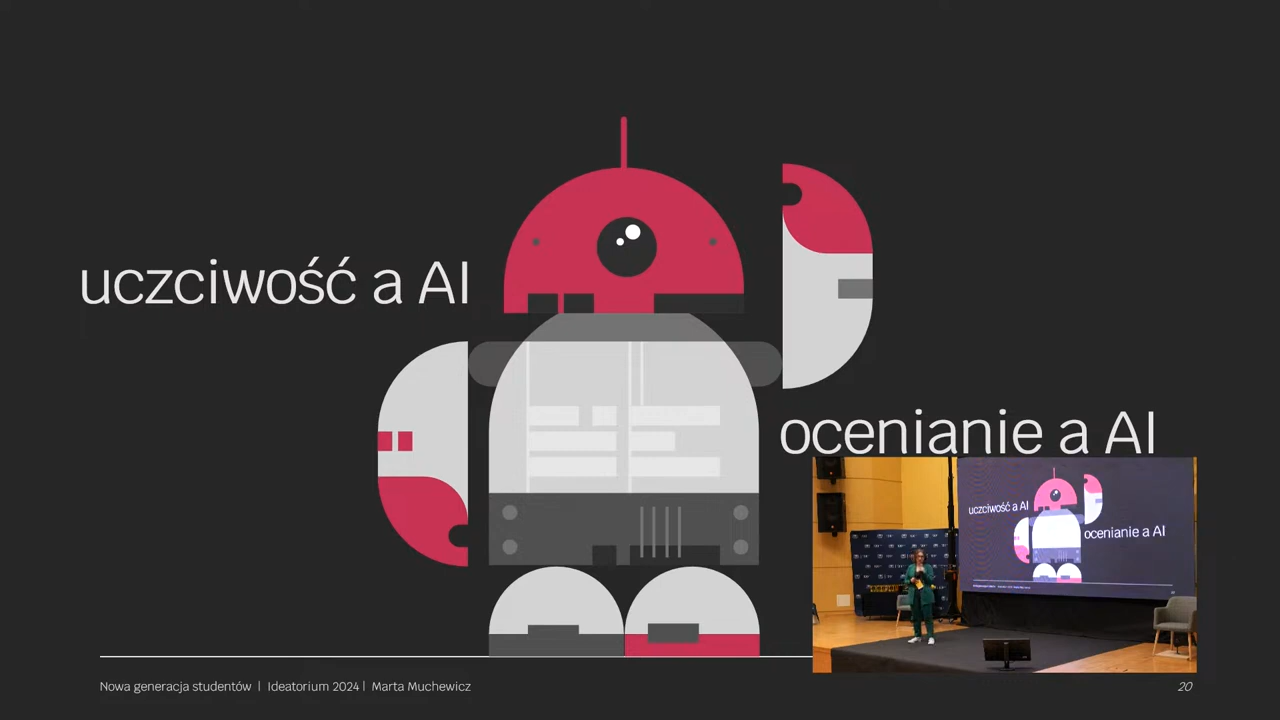 uczciwość a AI
ocenianie a AI
uczciwość a AI
ocenianie a AI
Nowa generacja studentów | Ideatorium 2024 | Marta Muchewicz
20